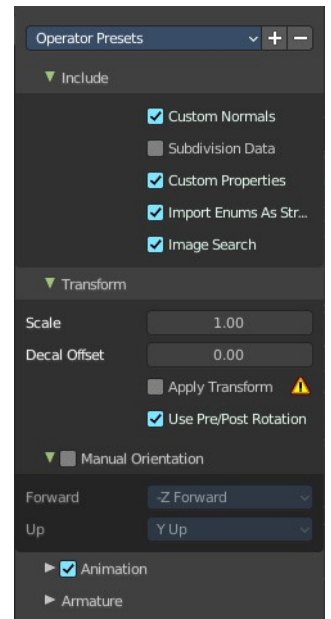 Operator Presets
Include
Custom Normals
Subdivision Data
Custom Properties
Import Enums As Str...
Image Search
Transform
Scale 1.00
Decal Offset 0.00
Apply Transform
Use Pre/Post Rotation
Manual Orientation
Forward -Z Forward
Up Y Up
Animation
Armature